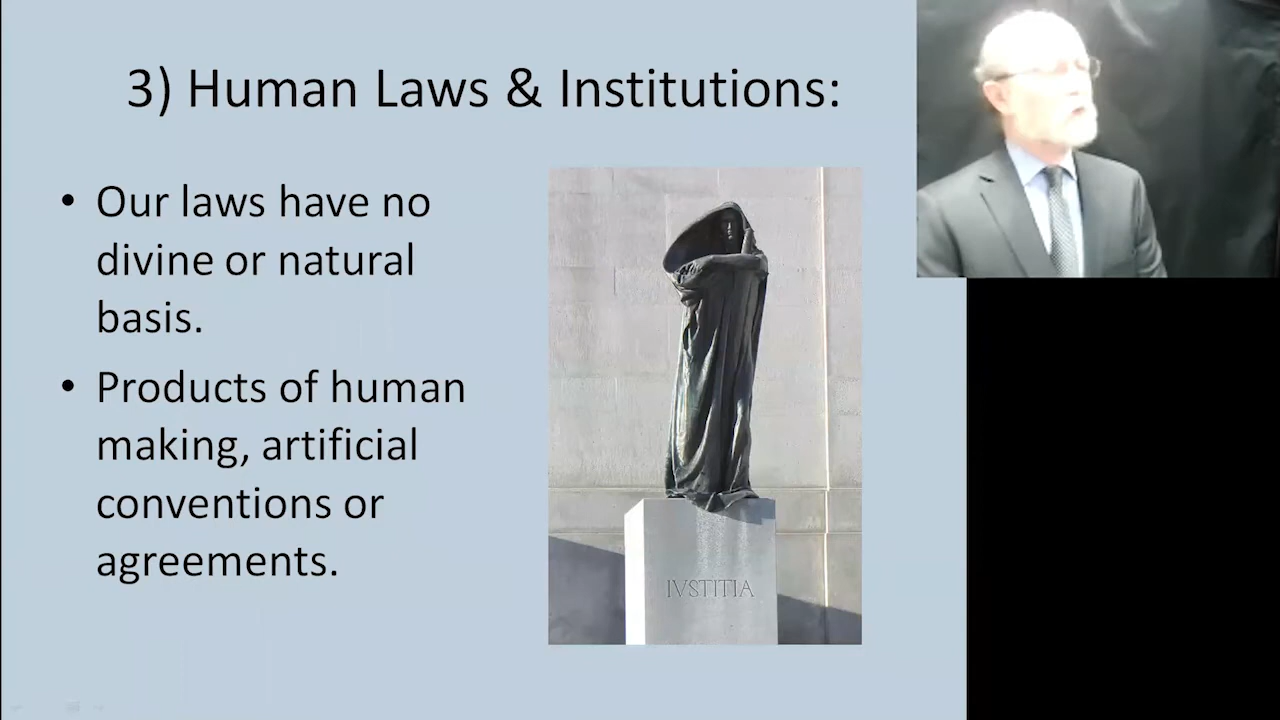 3) Human Laws & Institutions:
• Our laws have no
divine or natural
basis.
• Products of human
making, artificial
conventions or
agreements.
IVSTITIA